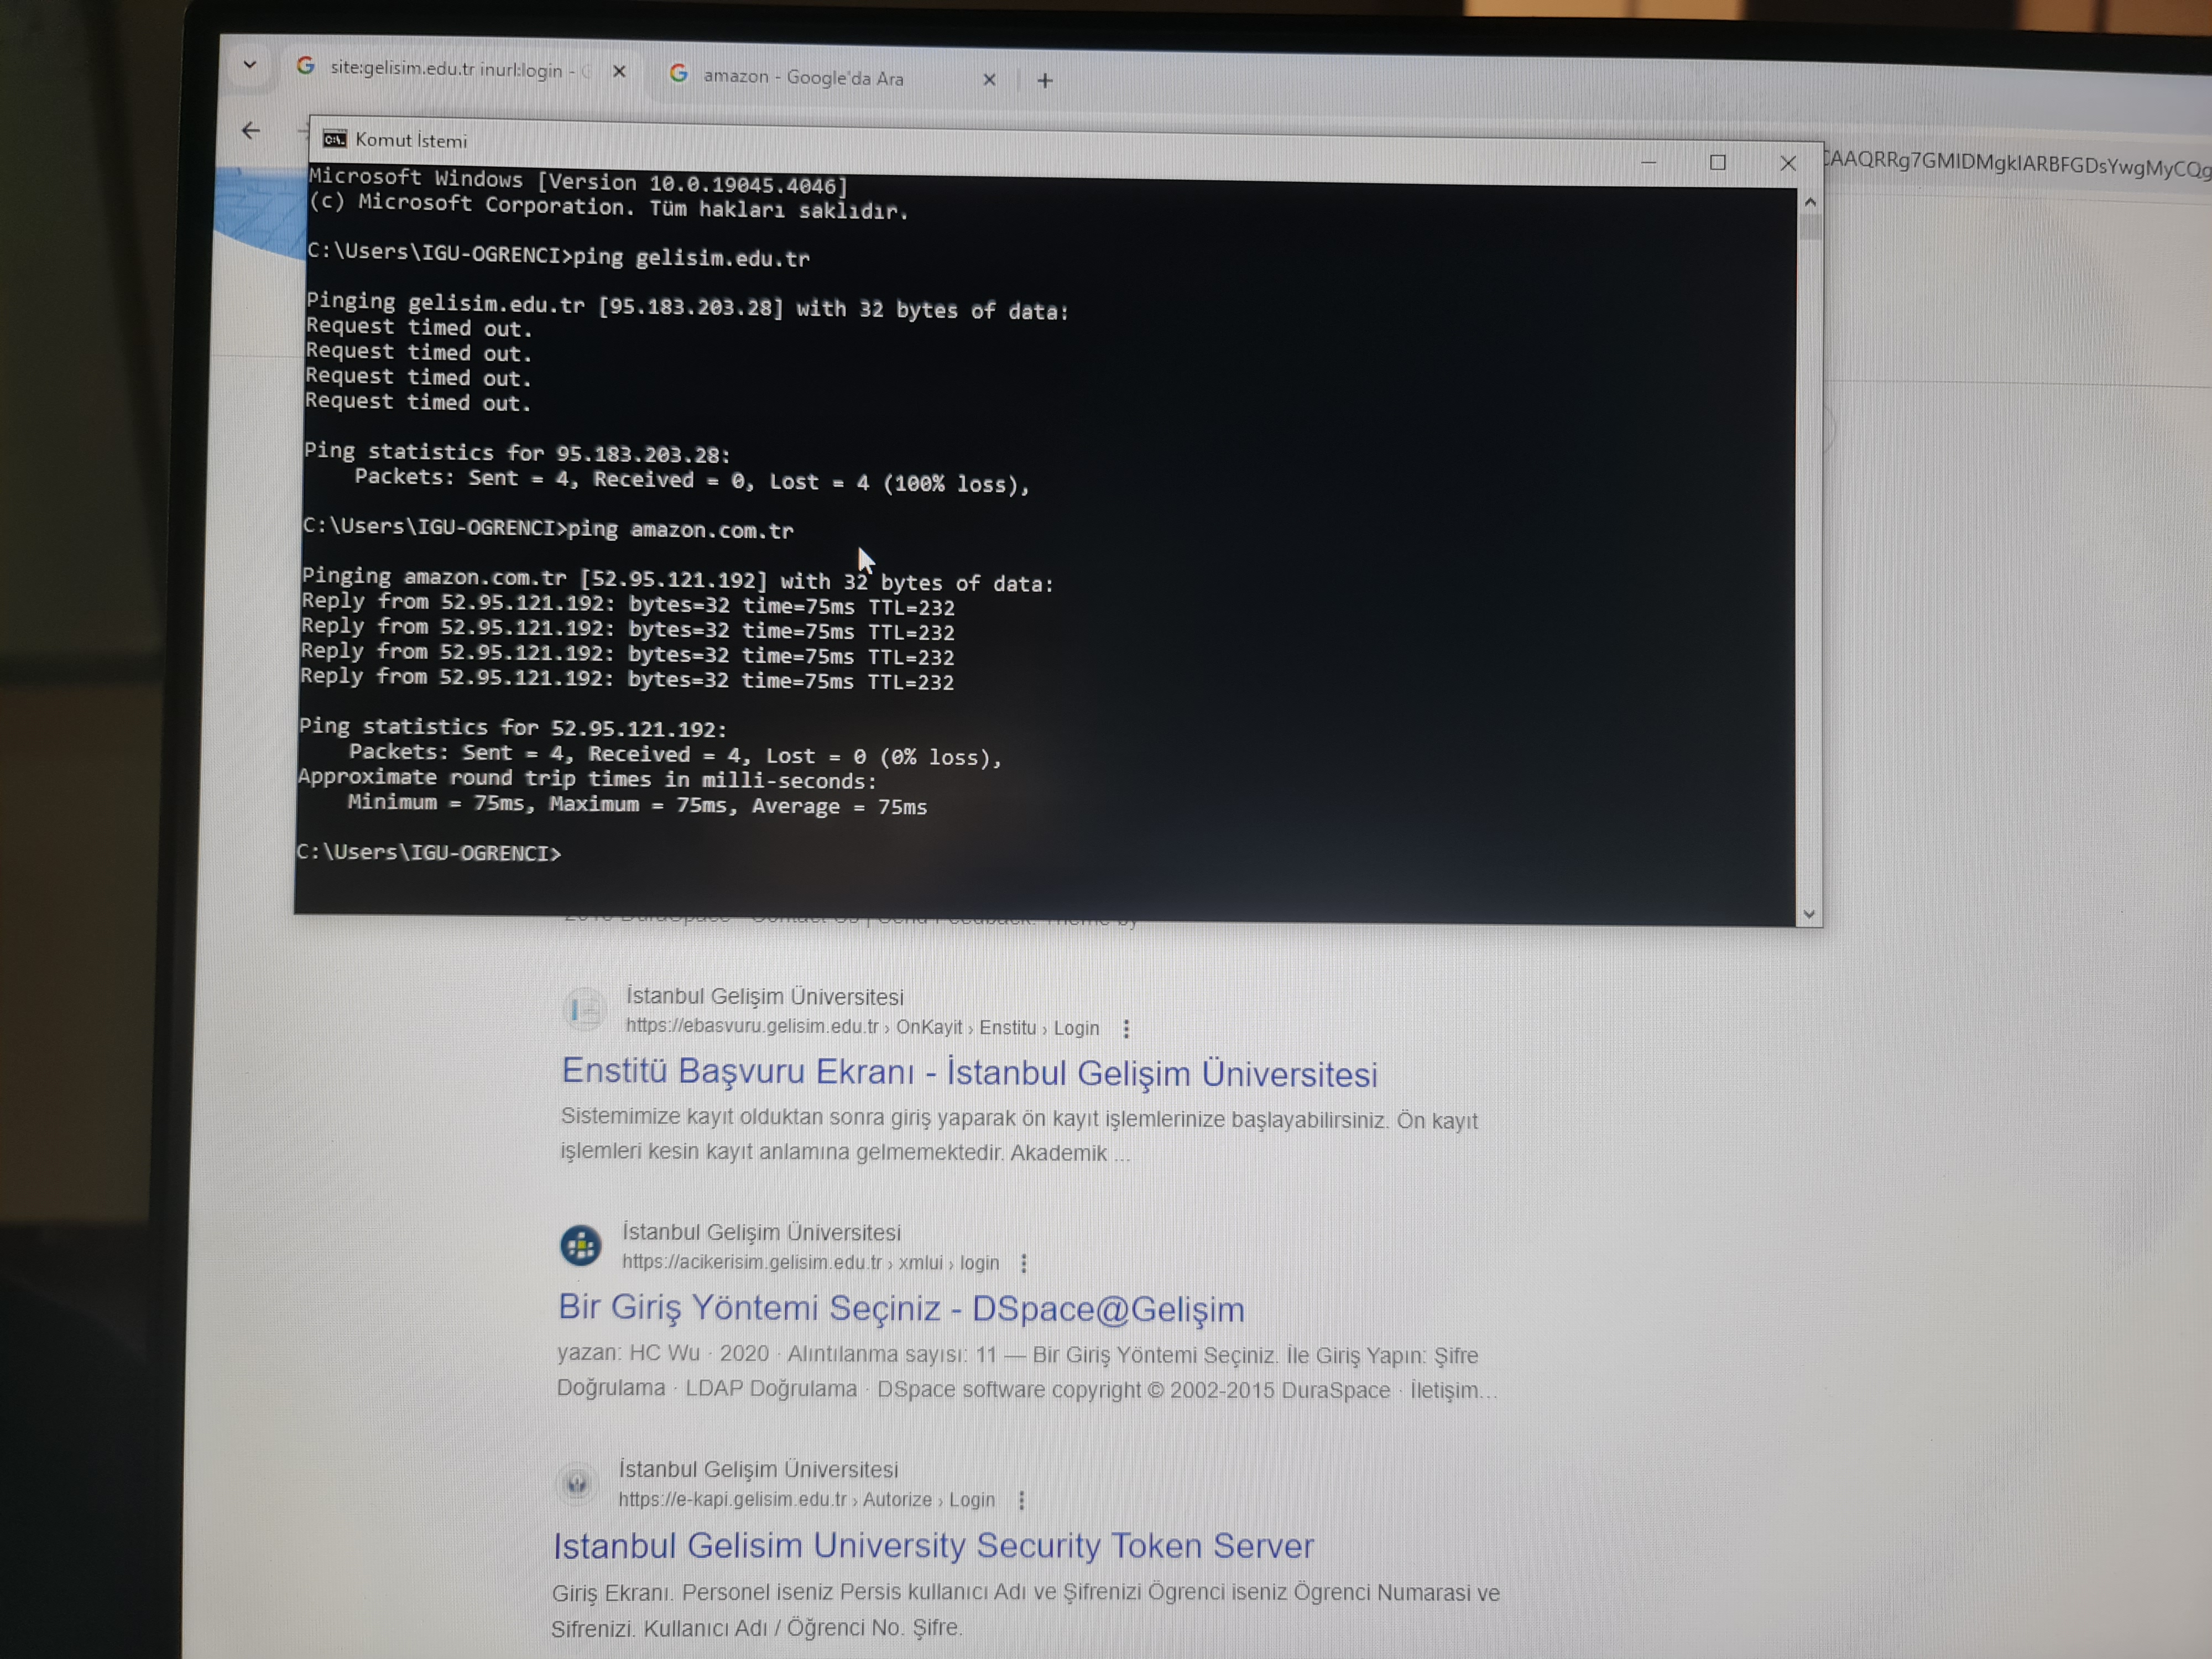 site:gelisim.edu.tr inurl:login -
amazon - Google'da Ara
Komut İstemi
CAAQRRg7GMIDMgkIARBFGDsYwgMyCQg
Microsoft Windows [Version 10.0.19045.4046]
(c) Microsoft Corporation. Tüm hakları saklıdır.
C:\Users\IGU-OGRENCI>ping gelisim.edu.tr
Pinging gelisim.edu.tr [95.183.203.28] with 32 bytes of data:
Request timed out.
Request timed out.
Request timed out.
Request timed out.
Ping statistics for 95.183.203.28:
Packets: Sent = 4, Received = 0, Lost = 4 (100% loss),
C:\Users\IGU-OGRENCI>ping amazon.com.tr
Pinging amazon.com.tr [52.95.121.192] with 32 bytes of data:
Reply from 52.95.121.192: bytes=32 time=75ms TTL=232
Reply from 52.95.121.192: bytes=32 time=75ms TTL=232
Reply from 52.95.121.192: bytes=32 time=75ms TTL=232
Reply from 52.95.121.192: bytes=32 time=75ms TTL=232
Ping statistics for 52.95.121.192:
Packets: Sent = 4, Received = 4, Lost = 0 (0% loss),
Approximate round trip times in milli-seconds:
Minimum = 75ms, Maximum = 75ms, Average = 75ms
C:\Users\IGU-OGRENCI>
İstanbul Gelişim Üniversitesi
https://ebasvuru.gelisim.edu.tr › OnKayit › Enstitu › Login
Enstitü Başvuru Ekranı - İstanbul Gelişim Üniversitesi
Sistemimize kayıt olduktan sonra giriş yaparak ön kayıt işlemlerinize başlayabilirsiniz. Ön kayıt
işlemleri kesin kayıt anlamına gelmemektedir. Akademik ...
İstanbul Gelişim Üniversitesi
https://acikerisim.gelisim.edu.tr › xmlui › login
Bir Giriş Yöntemi Seçiniz - DSpace@Gelişim
yazan: HC Wu · 2020 · Alıntılanma sayısı: 11 — Bir Giriş Yöntemi Seçiniz. İle Giriş Yapın: Şifre
Doğrulama · LDAP Doğrulama · DSpace software copyright © 2002-2015 DuraSpace · İletişim...
İstanbul Gelişim Üniversitesi
https://e-kapi.gelisim.edu.tr › Autorize › Login
Istanbul Gelisim University Security Token Server
Giriş Ekranı. Personel iseniz Persis kullanıcı Adı ve Şifrenizi Ögrenci iseniz Ögrenci Numarasi ve
Sifrenizi. Kullanıcı Adı / Öğrenci No. Şifre.